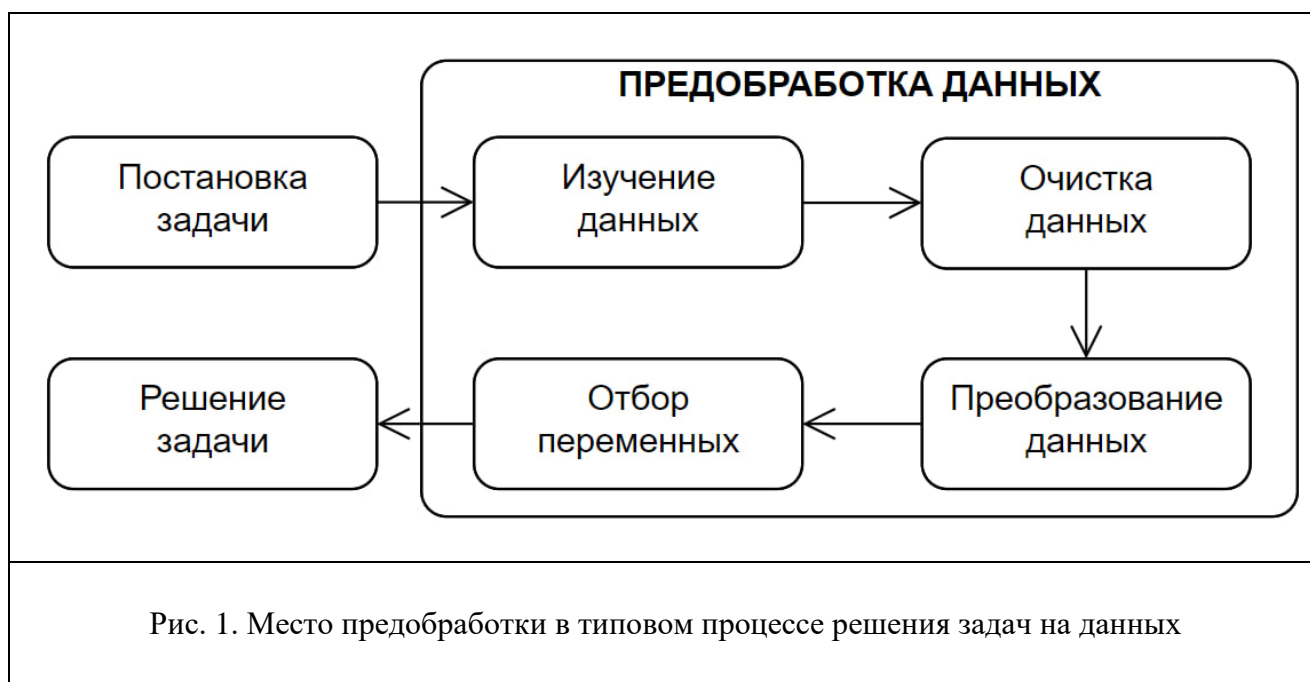 ПРЕДОБРАБОТКА ДАННЫХ
Постановка
задачи
Изучение
данных
Очистка
данных
Преобразование
данных
Отбор
переменных
Решение
задачи
Рис. 1. Место предобработки в типовом процессе решения задач на данных